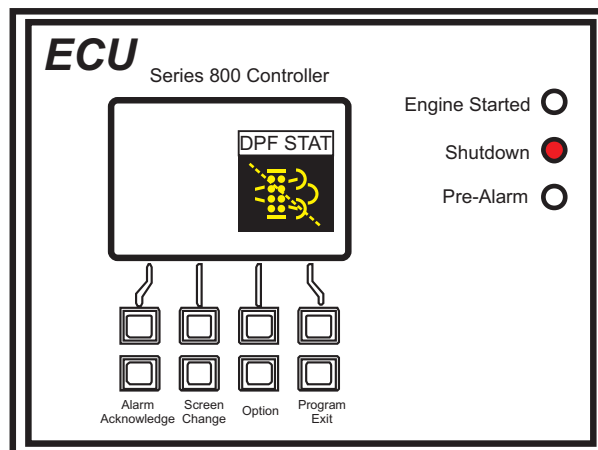 ECU
Series 800 Controller
DPF STAT
Engine Started
Shutdown
Pre-Alarm
Alarm
Acknowledge
Screen
Change
Option
Program
Exit